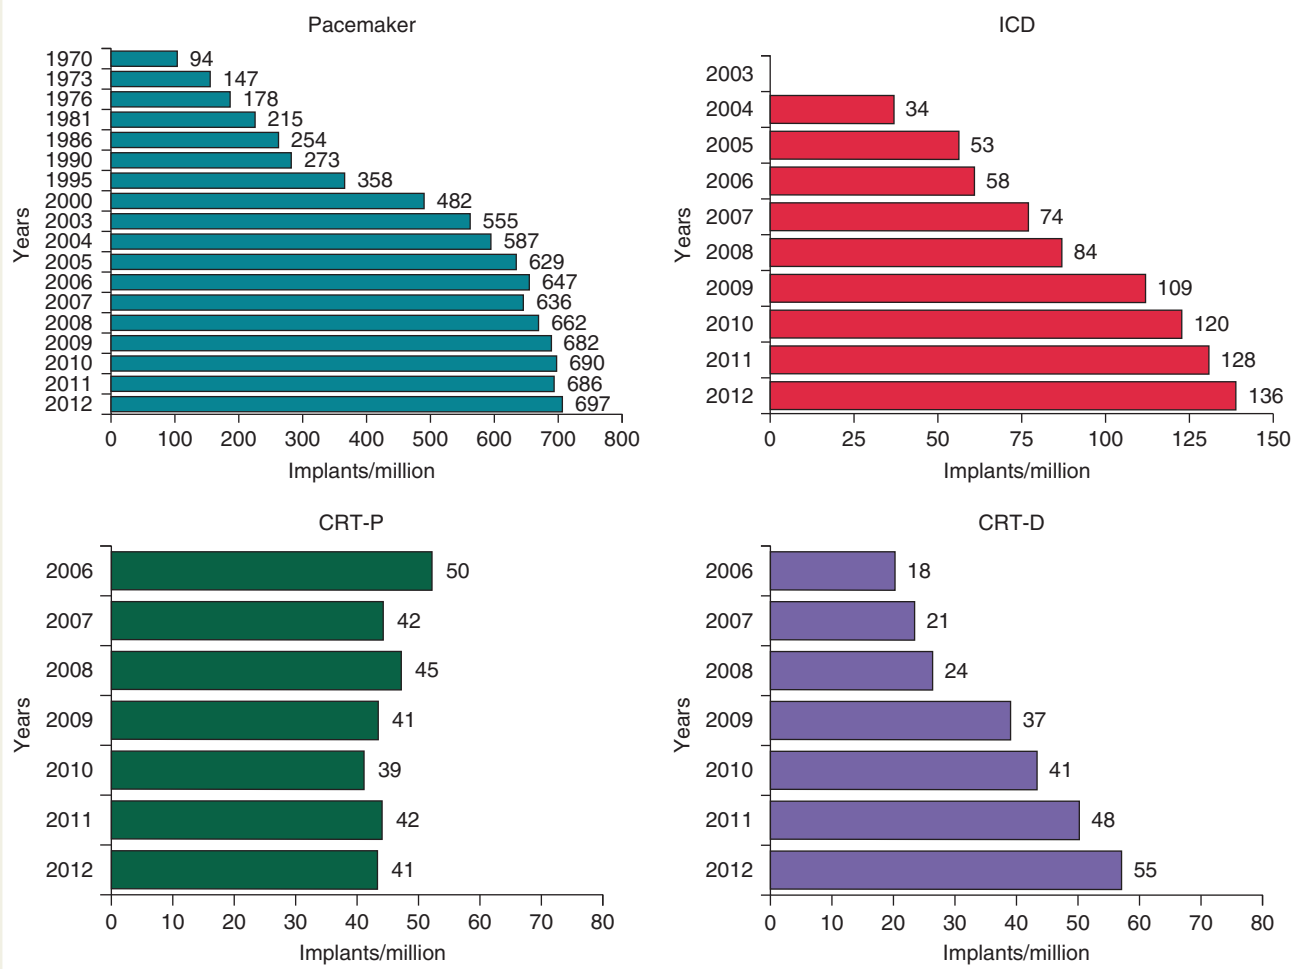 Pacemaker
Years
1970 94
1973 147
1976 178
1981 215
1986 254
1990 273
1995 358
2000 482
2003 555
2004 587
2005 629
2006 647
2007 636
2008 662
2009 682
2010 690
2011 686
2012 697
0 100 200 300 400 500 600 700 800
Implants/million
ICD
Years
2003
2004 34
2005 53
2006 58
2007 74
2008 84
2009 109
2010 120
2011 128
2012 136
0 25 50 75 100 125 150
Implants/million
CRT-P
Years
2006 50
2007 42
2008 45
2009 41
2010 39
2011 42
2012 41
0 10 20 30 40 50 60 70 80
Implants/million
CRT-D
Years
2006 18
2007 21
2008 24
2009 37
2010 41
2011 48
2012 55
0 10 20 30 40 50 60 70 80
Implants/million